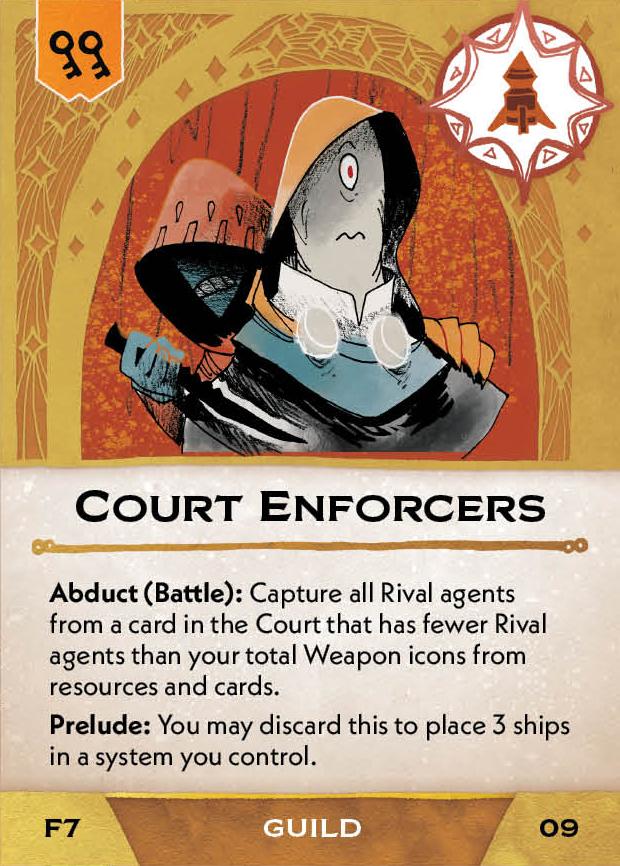 COURT ENFORCERS
Abduct (Battle): Capture all Rival agents
from a card in the Court that has fewer Rival
agents than your total Weapon icons from
resources and cards.
Prelude: You may discard this to place 3 ships
in a system you control.
F7 GUILD 09